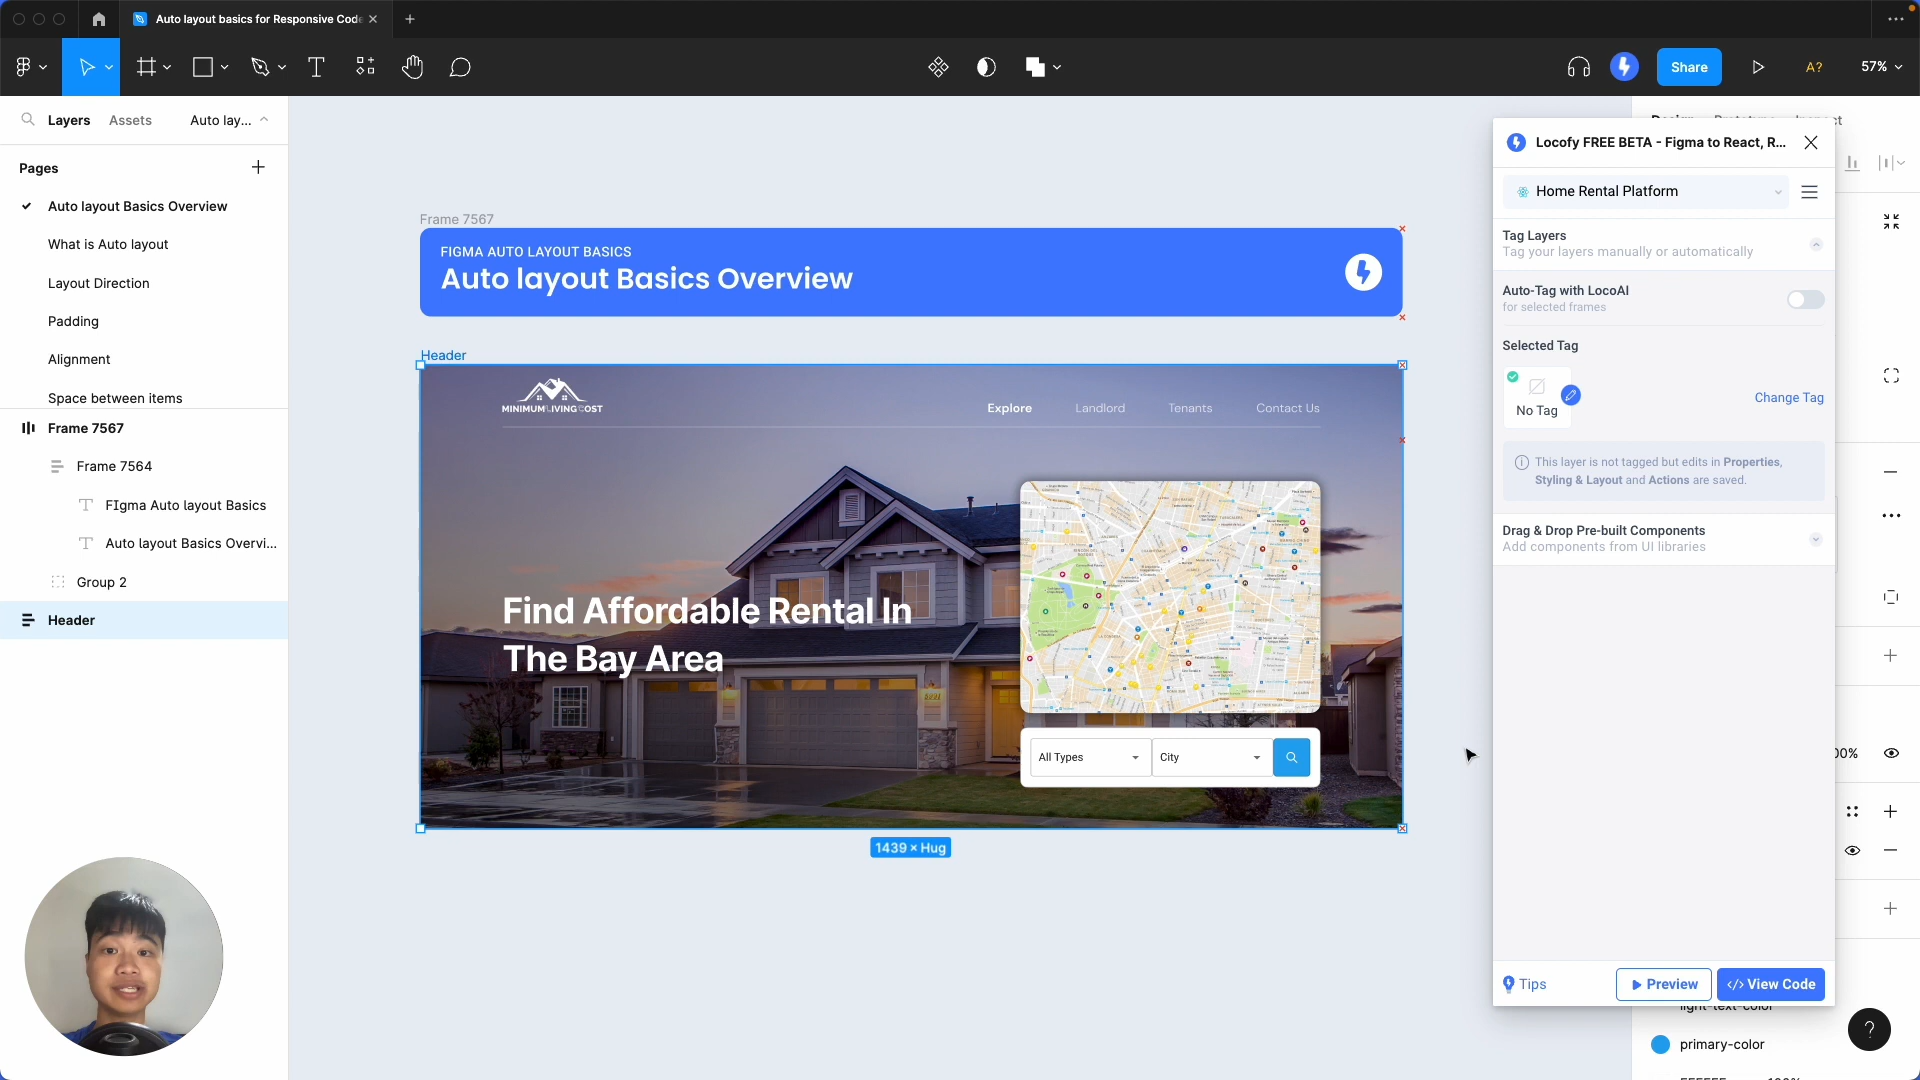 Auto layout basics for Responsive Code
Share
A?
57%
Layers
Assets
Auto lay...
Pages
Auto layout Basics Overview
What is Auto layout
Layout Direction
Padding
Alignment
Space between items
Frame 7567
Frame 7564
FIgma Auto layout Basics
Auto layout Basics Overvi...
Group 2
Header
Frame 7567
FIGMA AUTO LAYOUT BASICS
Auto layout Basics Overview
Header
MINIMUM LIVING COST
Explore
Landlord
Tenants
Contact Us
Find Affordable Rental In
The Bay Area
All Types
City
1439 × Hug
Locofy FREE BETA - Figma to React, R...
Home Rental Platform
Tag Layers
Tag your layers manually or automatically
Auto-Tag with LocoAI
for selected frames
Selected Tag
No Tag
Change Tag
This layer is not tagged but edits in Properties,
Styling & Layout and Actions are saved.
Drag & Drop Pre-built Components
Add components from UI libraries
Tips
Preview
</> View Code
00%
light-text-color
primary-color
?